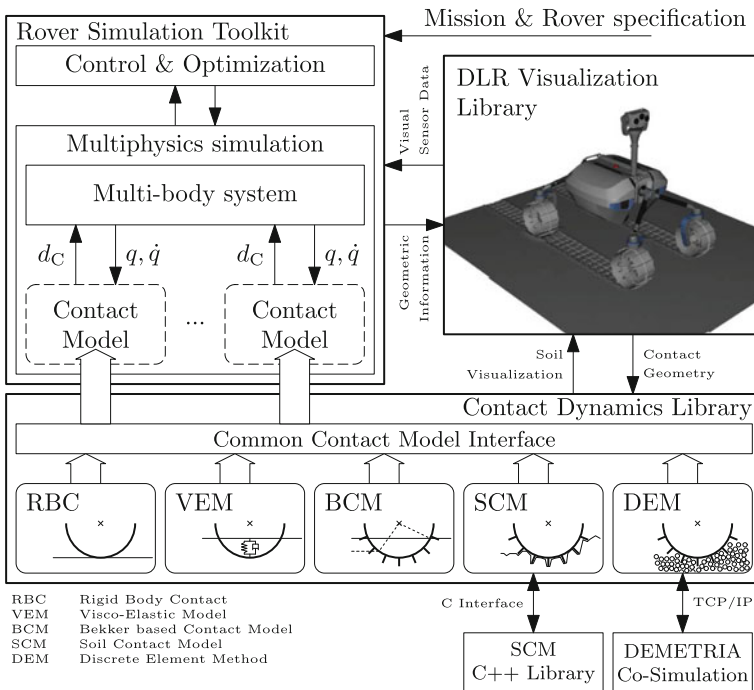 Mission & Rover specification
Rover Simulation Toolkit
Control & Optimization
Multiphysics simulation
Multi-body system
d_C
q, q̇
d_C
q, q̇
Contact
Model
...
Contact
Model
Visual
Sensor Data
Geometric
Information
DLR Visualization
Library
Soil
Visualization
Contact
Geometry
Contact Dynamics Library
Common Contact Model Interface
RBC
VEM
BCM
SCM
DEM
RBC Rigid Body Contact
VEM Visco-Elastic Model
BCM Bekker based Contact Model
SCM Soil Contact Model
DEM Discrete Element Method
C Interface
TCP/IP
SCM
C++ Library
DEMETRIA
Co-Simulation